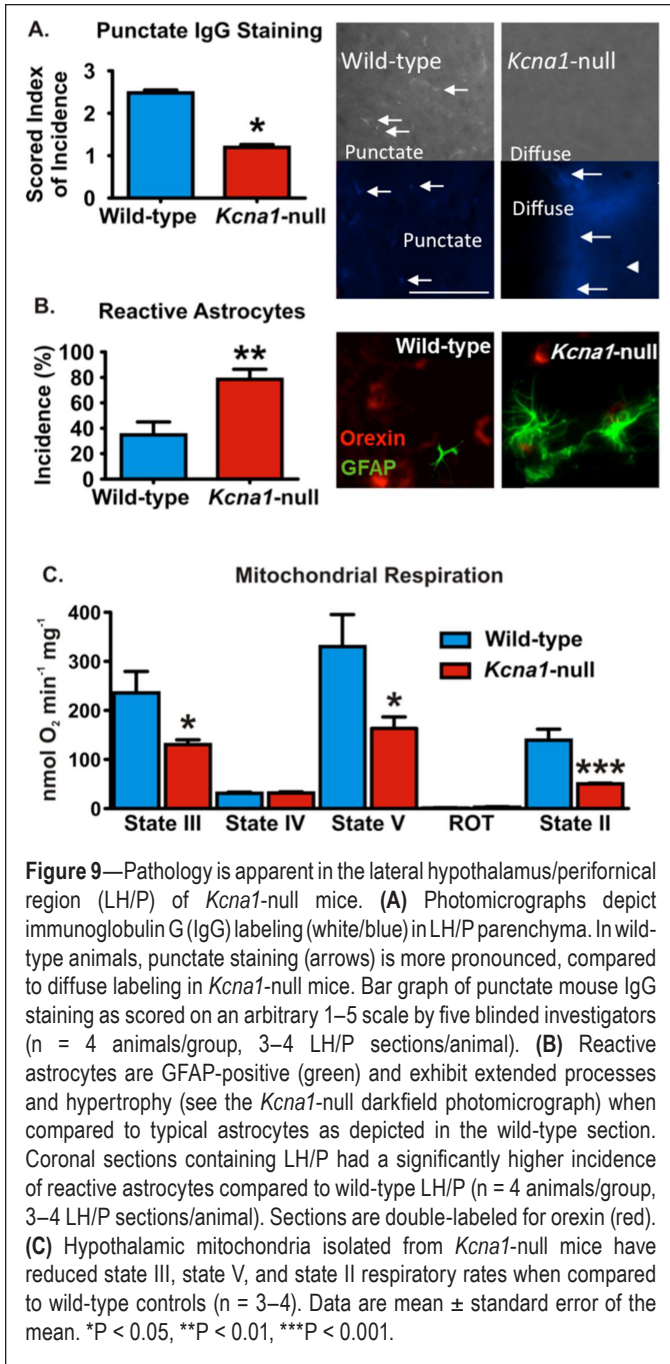 A. Punctate IgG Staining
Scored Index
of Incidence
3
2
1
0
*
Wild-type Kcna1-null
Wild-type
Punctate
Punctate
Kcna1-null
Diffuse
Diffuse
B. Reactive Astrocytes
Incidence (%)
100
80
60
40
20
0
**
Wild-type Kcna1-null
Wild-type
Orexin
GFAP
Kcna1-null
C. Mitochondrial Respiration
nmol O₂ min⁻¹ mg⁻¹
400
300
200
100
0
Wild-type
Kcna1-null
*
*
***
State III State IV State V ROT State II
Figure 9—Pathology is apparent in the lateral hypothalamus/perifornical
region (LH/P) of Kcna1-null mice. (A) Photomicrographs depict
immunoglobulin G (IgG) labeling (white/blue) in LH/P parenchyma. In wild-
type animals, punctate staining (arrows) is more pronounced, compared
to diffuse labeling in Kcna1-null mice. Bar graph of punctate mouse IgG
staining as scored on an arbitrary 1–5 scale by five blinded investigators
(n = 4 animals/group, 3–4 LH/P sections/animal). (B) Reactive
astrocytes are GFAP-positive (green) and exhibit extended processes
and hypertrophy (see the Kcna1-null darkfield photomicrograph) when
compared to typical astrocytes as depicted in the wild-type section.
Coronal sections containing LH/P had a significantly higher incidence
of reactive astrocytes compared to wild-type LH/P (n = 4 animals/group,
3–4 LH/P sections/animal). Sections are double-labeled for orexin (red).
(C) Hypothalamic mitochondria isolated from Kcna1-null mice have
reduced state III, state V, and state II respiratory rates when compared
to wild-type controls (n = 3–4). Data are mean ± standard error of the
mean. *P < 0.05, **P < 0.01, ***P < 0.001.